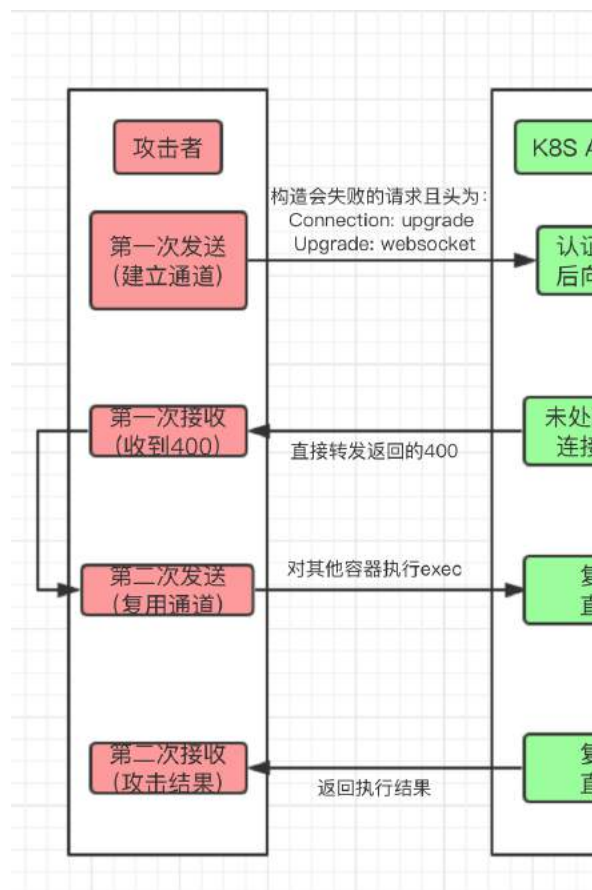 攻击者
K8S A
构造会失败的请求且头为：
Connection: upgrade
Upgrade: websocket
第一次发送
(建立通道)
认证
后向
第一次接收
(收到400)
直接转发返回的400
未处
连接
第二次发送
(复用通道)
对其他容器执行exec
复
直
第二次接收
(攻击结果)
返回执行结果
复
直